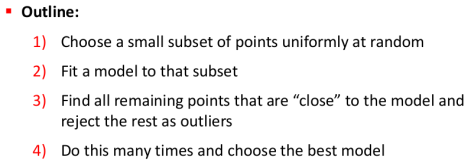 ▪ Outline:
1) Choose a small subset of points uniformly at random
2) Fit a model to that subset
3) Find all remaining points that are “close” to the model and
reject the rest as outliers
4) Do this many times and choose the best model